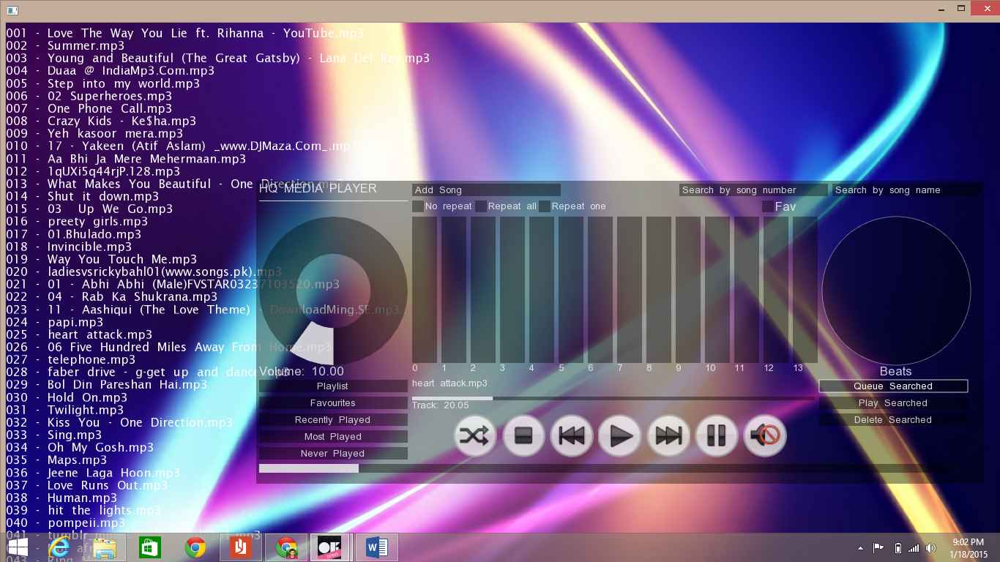 001 - Love The Way You Lie ft. Rihanna - YouTube.mp3
002 - Summer.mp3
003 - Young and Beautiful (The Great Gatsby) - Lana Del Rey.mp3
004 - Duaa @ IndiaMp3.Com.mp3
005 - Step into my world.mp3
006 - 02 Superheroes.mp3
007 - One Phone Call.mp3
008 - Crazy Kids - Ke$ha.mp3
009 - Yeh kasoor mera.mp3
010 - 17 - Yakeen (Atif Aslam) _www.DJMaza.Com_.mp3
011 - Aa Bhi Ja Mere Mehermaan.mp3
012 - 1qUXi5q44rjP.128.mp3
013 - What Makes You Beautiful - One Direction.mp3
014 - Shut it down.mp3
015 - 03 Up We Go.mp3
016 - preety girls.mp3
017 - 01.Bhulado.mp3
018 - Invincible.mp3
019 - Way You Touch Me.mp3
020 - ladiesvsrickybahl01(www.songs.pk).mp3
021 - 01 - Abhi Abhi (Male)FVSTAR03237103520.mp3
022 - 04 - Rab Ka Shukrana.mp3
023 - 11 - Aashiqui (The Love Theme) - DownloadMing.SE.mp3
024 - papi.mp3
025 - heart attack.mp3
026 - 06 Five Hundred Miles Away From Home.mp3
027 - telephone.mp3
028 - faber drive - g-get up and dance.mp3
029 - Bol Din Pareshan Hai.mp3
030 - Hold On.mp3
031 - Twilight.mp3
032 - Kiss You - One Direction.mp3
033 - Sing.mp3
034 - Oh My Gosh.mp3
035 - Maps.mp3
036 - Jeene Laga Hoon.mp3
037 - Love Runs Out.mp3
038 - Human.mp3
039 - hit the lights.mp3
040 - pompeii.mp3
041 -
HQ MEDIA PLAYER
Add Song
Search by song number
Search by song name
No repeat
Repeat all
Repeat one
Fav
0 1 2 3 4 5 6 7 8 9 10 11 12 13
Volume: 10.00
Playlist
Favourites
Recently Played
Most Played
Never Played
heart attack.mp3
Track: 20.05
Beats
Queue Searched
Play Searched
Delete Searched
9:02 PM
1/18/2015